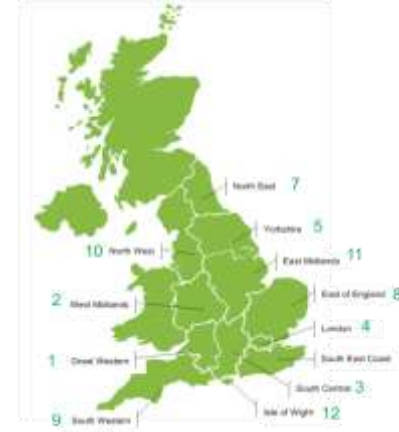 North East 7
Yorkshire 5
10 North West
East Midlands 11
East of England 8
2 West Midlands
London 4
1 Great Western
South East Coast
South Central 3
Isle of Wight 12
9 South Western